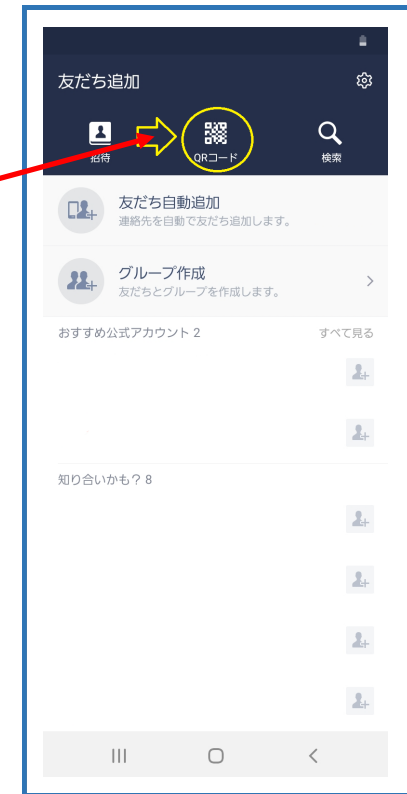 友だち追加
招待
QRコード
検索
友だち自動追加
連絡先を自動で友だち追加します。
グループ作成
友だちとグループを作成します。
おすすめ公式アカウント 2
すべて見る
知り合いかも？ 8